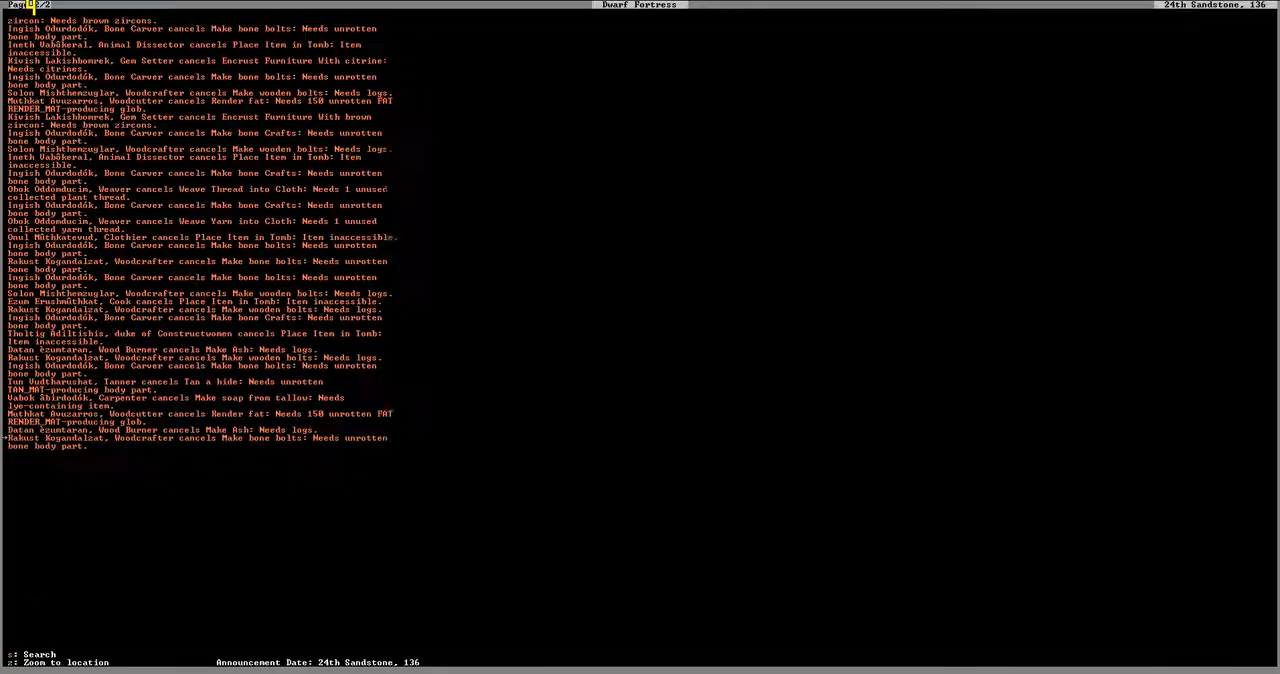 Page 2/2
Dwarf Fortress
24th Sandstone, 136
zircon: Needs brown zircons.
Ingish Odurdodók, Bone Carver cancels Make bone bolts: Needs unrotten
bone body part.
Ineth Vabôkeral, Animal Dissector cancels Place Item in Tomb: Item
inaccessible.
Kivish Lakishbomrek, Gem Setter cancels Encrust Furniture With citrine:
Needs citrines.
Ingish Odurdodók, Bone Carver cancels Make bone bolts: Needs unrotten
bone body part.
Solon Mishthemzuglar, Woodcrafter cancels Make wooden bolts: Needs logs.
Muthkat Avuzarros, Woodcutter cancels Render fat: Needs 150 unrotten FAT
RENDER_MAT-producing glob.
Kivish Lakishbomrek, Gem Setter cancels Encrust Furniture With brown
zircon: Needs brown zircons.
Ingish Odurdodók, Bone Carver cancels Make bone Crafts: Needs unrotten
bone body part.
Solon Mishthemzuglar, Woodcrafter cancels Make wooden bolts: Needs logs.
Ineth Vabôkeral, Animal Dissector cancels Place Item in Tomb: Item
inaccessible.
Ingish Odurdodók, Bone Carver cancels Make bone Crafts: Needs unrotten
bone body part.
Obok Oddomducim, Weaver cancels Weave Thread into Cloth: Needs 1 unused
collected plant thread.
Ingish Odurdodók, Bone Carver cancels Make bone Crafts: Needs unrotten
bone body part.
Obok Oddomducim, Weaver cancels Weave Yarn into Cloth: Needs 1 unused
collected yarn thread.
Onul Mûthkatevud, Clothier cancels Place Item in Tomb: Item inaccessible.
Ingish Odurdodók, Bone Carver cancels Make bone bolts: Needs unrotten
bone body part.
Rakust Kogandalzat, Woodcrafter cancels Make bone bolts: Needs unrotten
bone body part.
Ingish Odurdodók, Bone Carver cancels Make bone bolts: Needs unrotten
bone body part.
Solon Mishthemzuglar, Woodcrafter cancels Make wooden bolts: Needs logs.
Ezum Erushmûthkat, Cook cancels Place Item in Tomb: Item inaccessible.
Rakust Kogandalzat, Woodcrafter cancels Make wooden bolts: Needs logs.
Ingish Odurdodók, Bone Carver cancels Make bone Crafts: Needs unrotten
bone body part.
Tholtig Adiltishis, duke of Constructwomen cancels Place Item in Tomb:
Item inaccessible.
Datan èzumtaran, Wood Burner cancels Make Ash: Needs logs.
Rakust Kogandalzat, Woodcrafter cancels Make wooden bolts: Needs logs.
Ingish Odurdodók, Bone Carver cancels Make bone bolts: Needs unrotten
bone body part.
Tun Vudtharushat, Tanner cancels Tan a hide: Needs unrotten
TAN_MAT-producing body part.
Vabok âbirdodók, Carpenter cancels Make soap from tallow: Needs
lye-containing item.
Muthkat Avuzarros, Woodcutter cancels Render fat: Needs 150 unrotten FAT
RENDER_MAT-producing glob.
Datan èzumtaran, Wood Burner cancels Make Ash: Needs logs.
Rakust Kogandalzat, Woodcrafter cancels Make bone bolts: Needs unrotten
bone body part.
s: Search
z: Zoom to location
Announcement Date: 24th Sandstone, 136